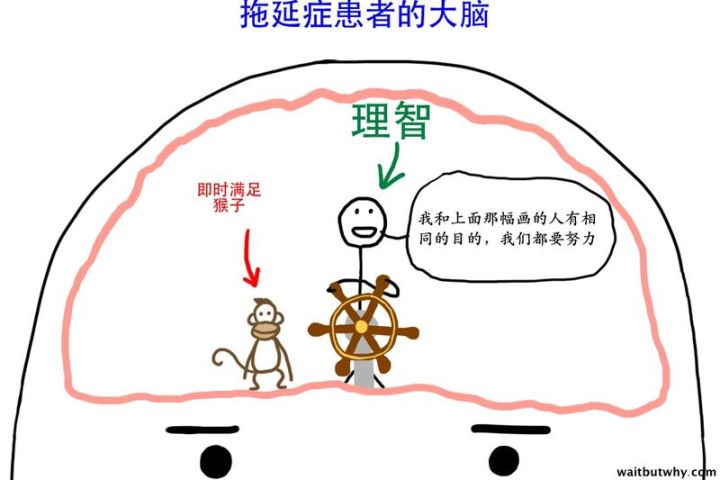 拖延症患者的大脑
理智
即时满足
猴子
我和上面那幅画的人有相
同的目的，我们都要努力
waitbutwhy.com